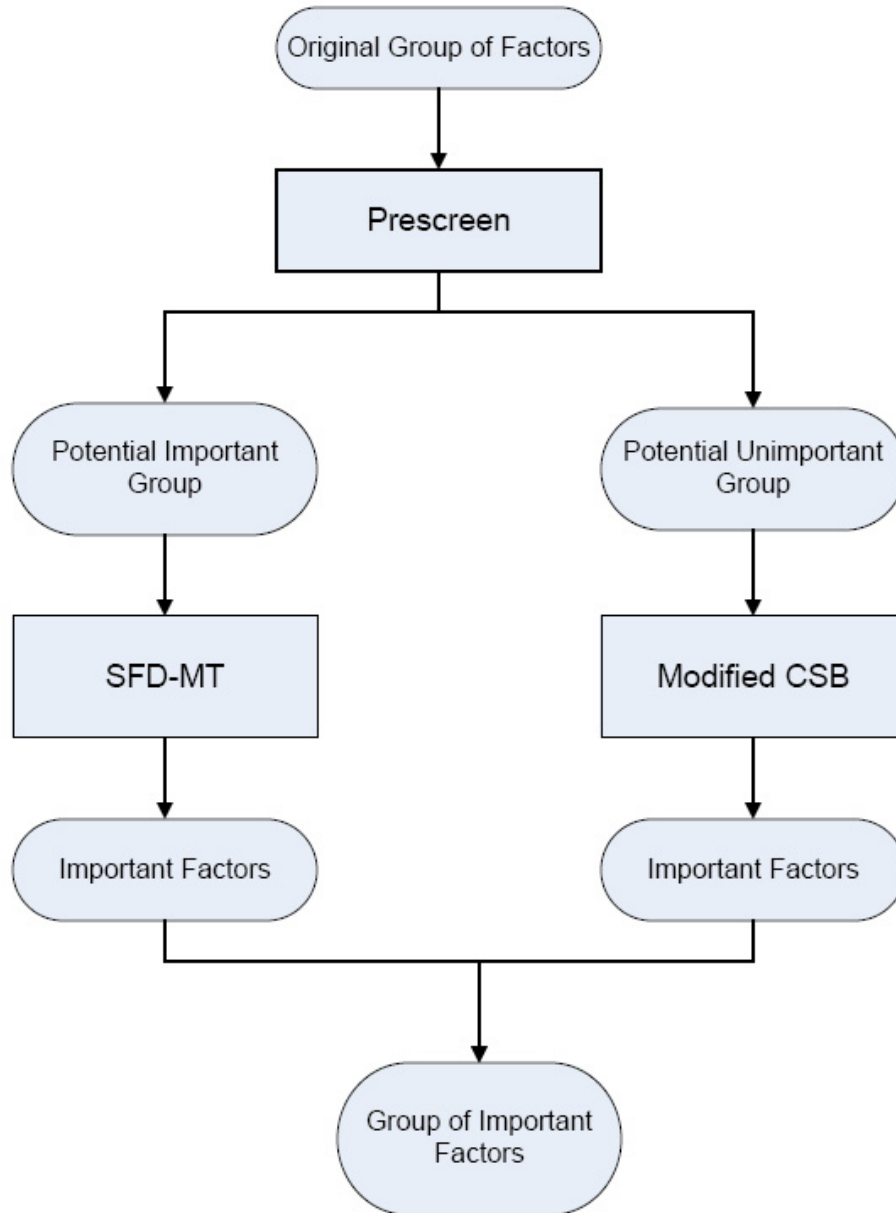 Original Group of Factors
Prescreen
Potential Important
Group
Potential Unimportant
Group
SFD-MT
Modified CSB
Important Factors
Important Factors
Group of Important
Factors